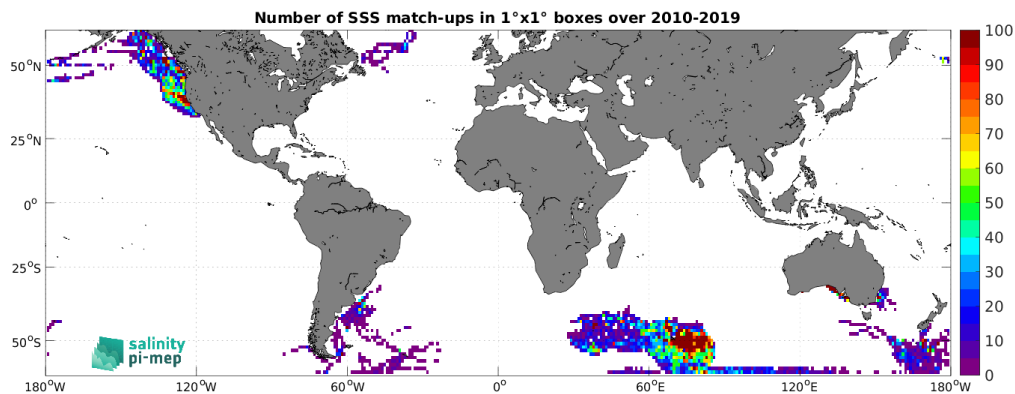 Number of SSS match-ups in 1°x1° boxes over 2010-2019
50°N
25°N
0°
25°S
50°S
180°W
120°W
60°W
0°
60°E
120°E
180°W
100
90
80
70
60
50
40
30
20
10
0
salinity
pi-mep